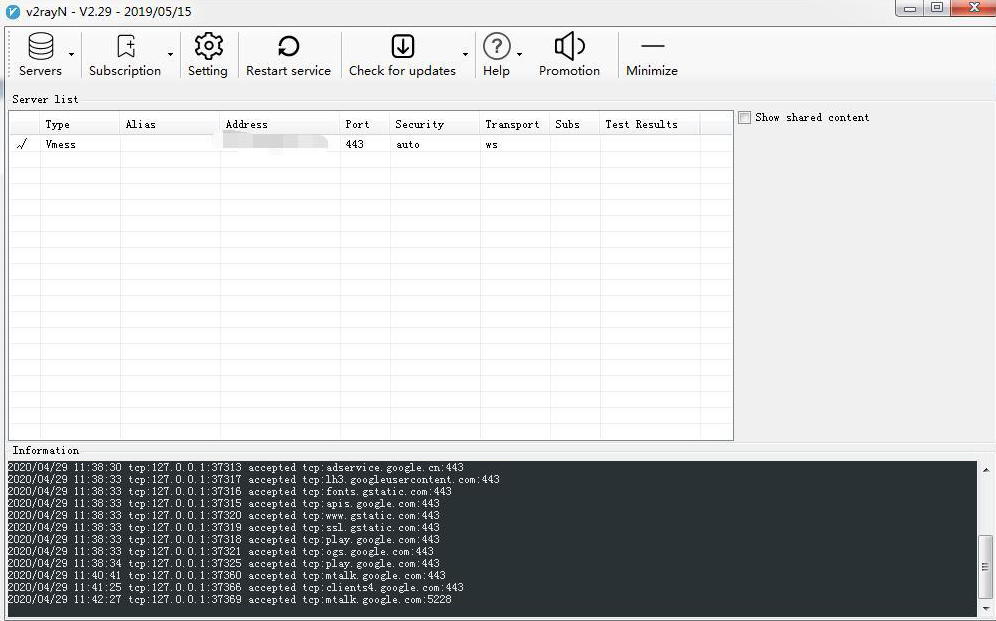 v2rayN - V2.29 - 2019/05/15
Servers Subscription Setting Restart service Check for updates Help Promotion Minimize
Server list
Type Alias Address Port Security Transport Subs Test Results
Show shared content
Vmess 443 auto ws
Information
2020/04/29 11:38:30 tcp:127.0.0.1:37313 accepted tcp:adservice.google.cn:443
2020/04/29 11:38:33 tcp:127.0.0.1:37317 accepted tcp:lh3.googleusercontent.com:443
2020/04/29 11:38:33 tcp:127.0.0.1:37316 accepted tcp:fonts.gstatic.com:443
2020/04/29 11:38:33 tcp:127.0.0.1:37315 accepted tcp:apis.google.com:443
2020/04/29 11:38:33 tcp:127.0.0.1:37320 accepted tcp:www.gstatic.com:443
2020/04/29 11:38:33 tcp:127.0.0.1:37319 accepted tcp:ssl.gstatic.com:443
2020/04/29 11:38:33 tcp:127.0.0.1:37318 accepted tcp:play.google.com:443
2020/04/29 11:38:33 tcp:127.0.0.1:37321 accepted tcp:ogs.google.com:443
2020/04/29 11:38:34 tcp:127.0.0.1:37325 accepted tcp:play.google.com:443
2020/04/29 11:40:41 tcp:127.0.0.1:37360 accepted tcp:mtalk.google.com:443
2020/04/29 11:41:25 tcp:127.0.0.1:37366 accepted tcp:clients4.google.com:443
2020/04/29 11:42:27 tcp:127.0.0.1:37369 accepted tcp:mtalk.google.com:5228